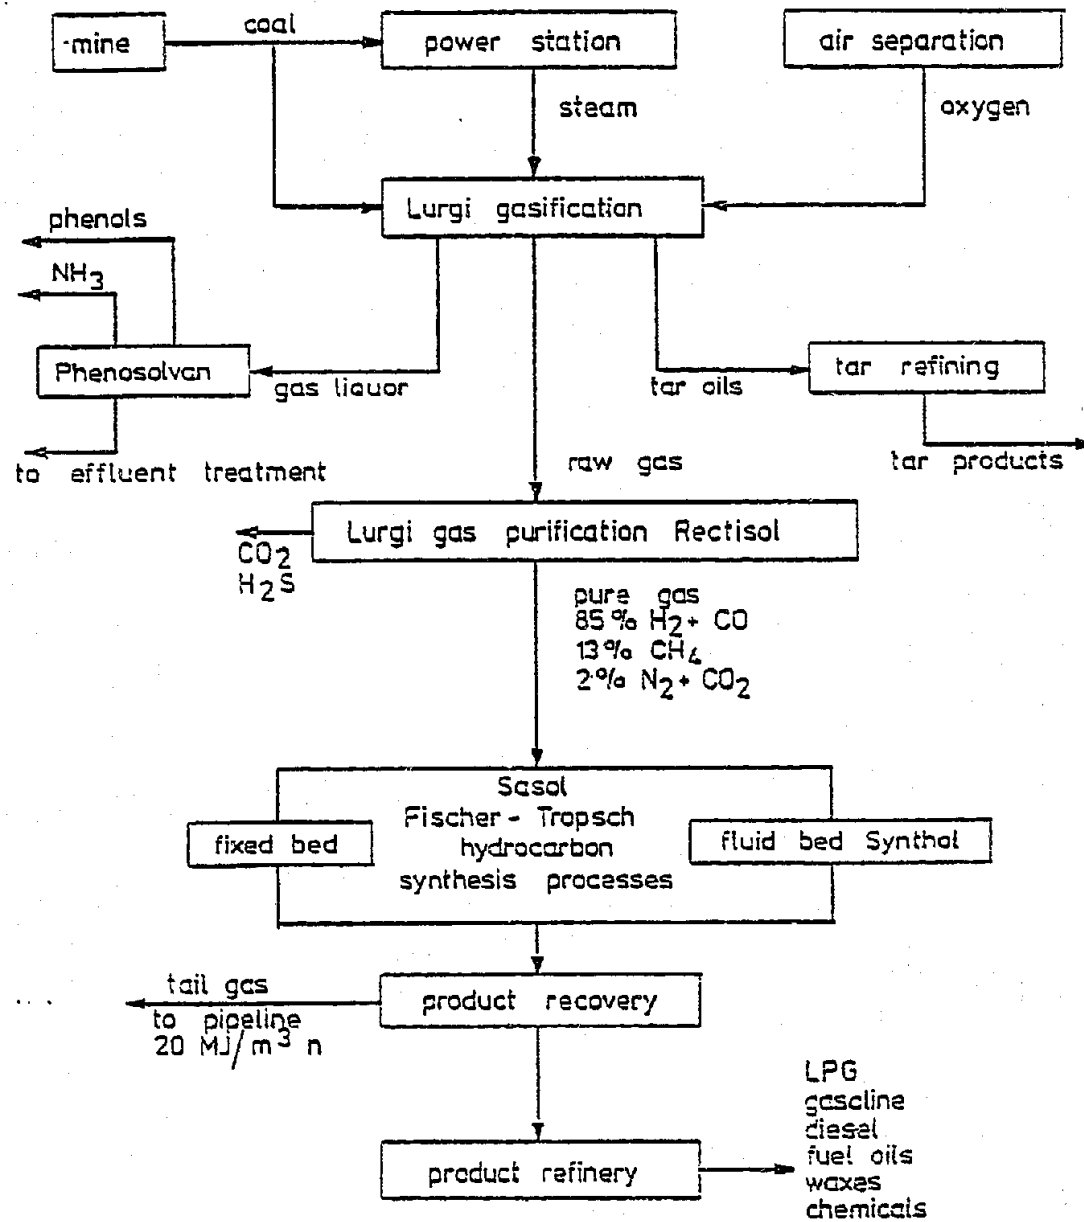 mine
coal
power station
air separation
steam
oxygen
Lurgi gasification
phenols
NH3
Phenosolvan
gas liquor
tar oils
tar refining
to effluent treatment
raw gas
tar products
Lurgi gas purification Rectisol
CO2
H2S
pure gas
85% H2 + CO
13% CH4
2% N2 + CO2
Sasol
Fischer - Tropsch
hydrocarbon
synthesis processes
fixed bed
fluid bed Synthol
tail gas
to pipeline
20 MJ/m3 n
product recovery
product refinery
LPG
gasoline
diesel
fuel oils
waxes
chemicals